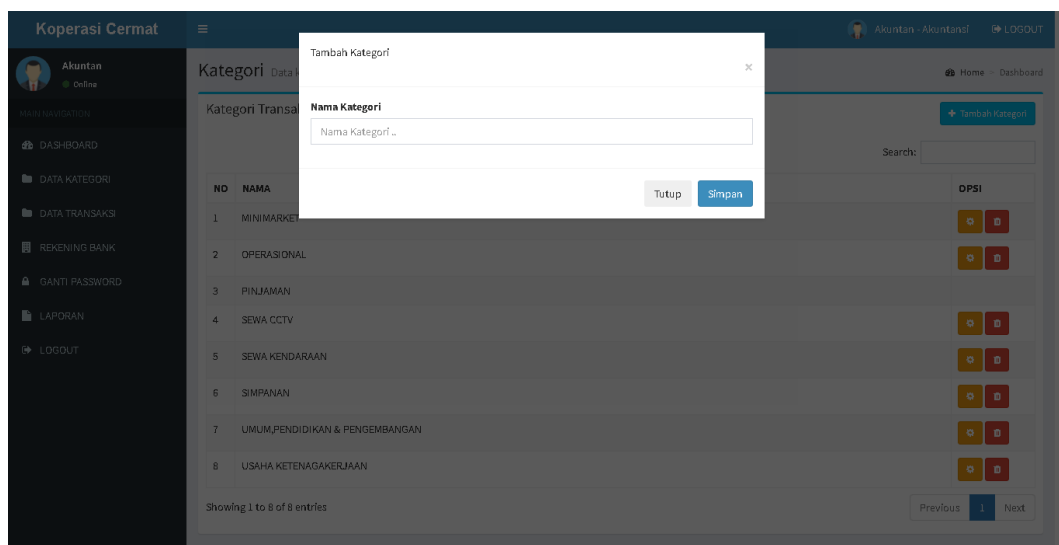 Koperasi Cermat
Akuntan - Akuntansi LOGOUT
Akuntan
Online
Kategori Data
Home > Dashboard
MAIN NAVIGATION
DASHBOARD
DATA KATEGORI
DATA TRANSAKSI
REKENING BANK
GANTI PASSWORD
LAPORAN
LOGOUT
Tambah Kategori
×
Nama Kategori
Nama Kategori ..
Tutup Simpan
Kategori Transa
+ Tambah Kategori
Search:
NO NAMA OPSI
1 MINIMARKET
2 OPERASIONAL
3 PINJAMAN
4 SEWA CCTV
5 SEWA KENDARAAN
6 SIMPANAN
7 UMUM,PENDIDIKAN & PENGEMBANGAN
8 USAHA KETENAGAKERJAAN
Showing 1 to 8 of 8 entries
Previous 1 Next